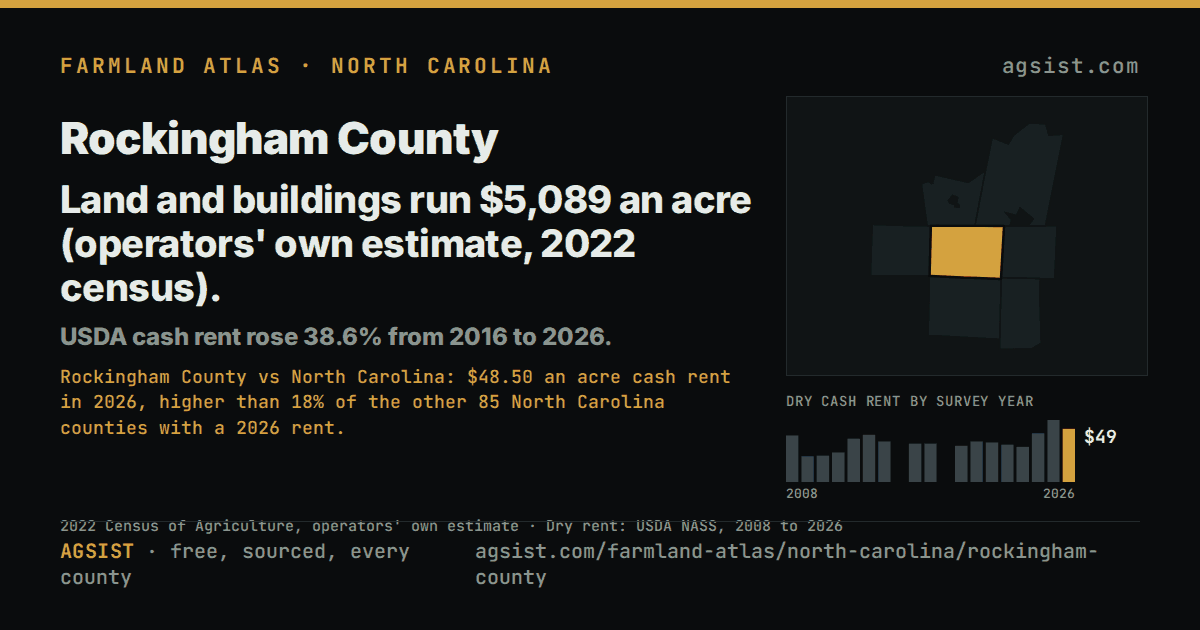 FARMLAND ATLAS · NORTH CAROLINA
agsist.com
Rockingham County
Land and buildings run $5,089 an acre
(operators' own estimate, 2022
census).
USDA cash rent rose 38.6% from 2016 to 2026.
Rockingham County vs North Carolina: $48.50 an acre cash rent
in 2026, higher than 18% of the other 85 North Carolina
counties with a 2026 rent.
DRY CASH RENT BY SURVEY YEAR
$49
2008
2026
2022 Census of Agriculture, operators' own estimate · Dry rent: USDA NASS, 2008 to 2026
AGSIST · free, sourced, every
county
agsist.com/farmland-atlas/north-carolina/rockingham-
county